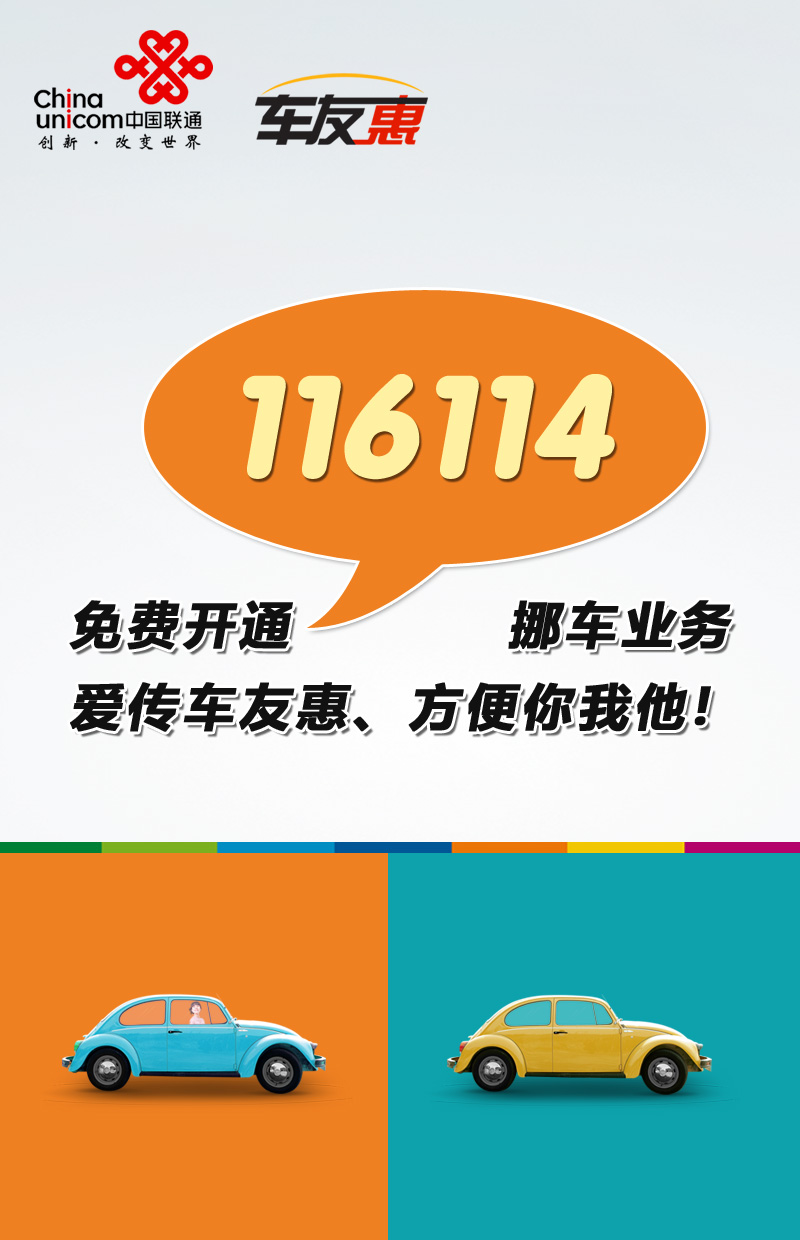 China
unicom中国联通
创新·改变世界
车友惠
116114
免费开通 挪车业务
爱传车友惠、方便你我他!